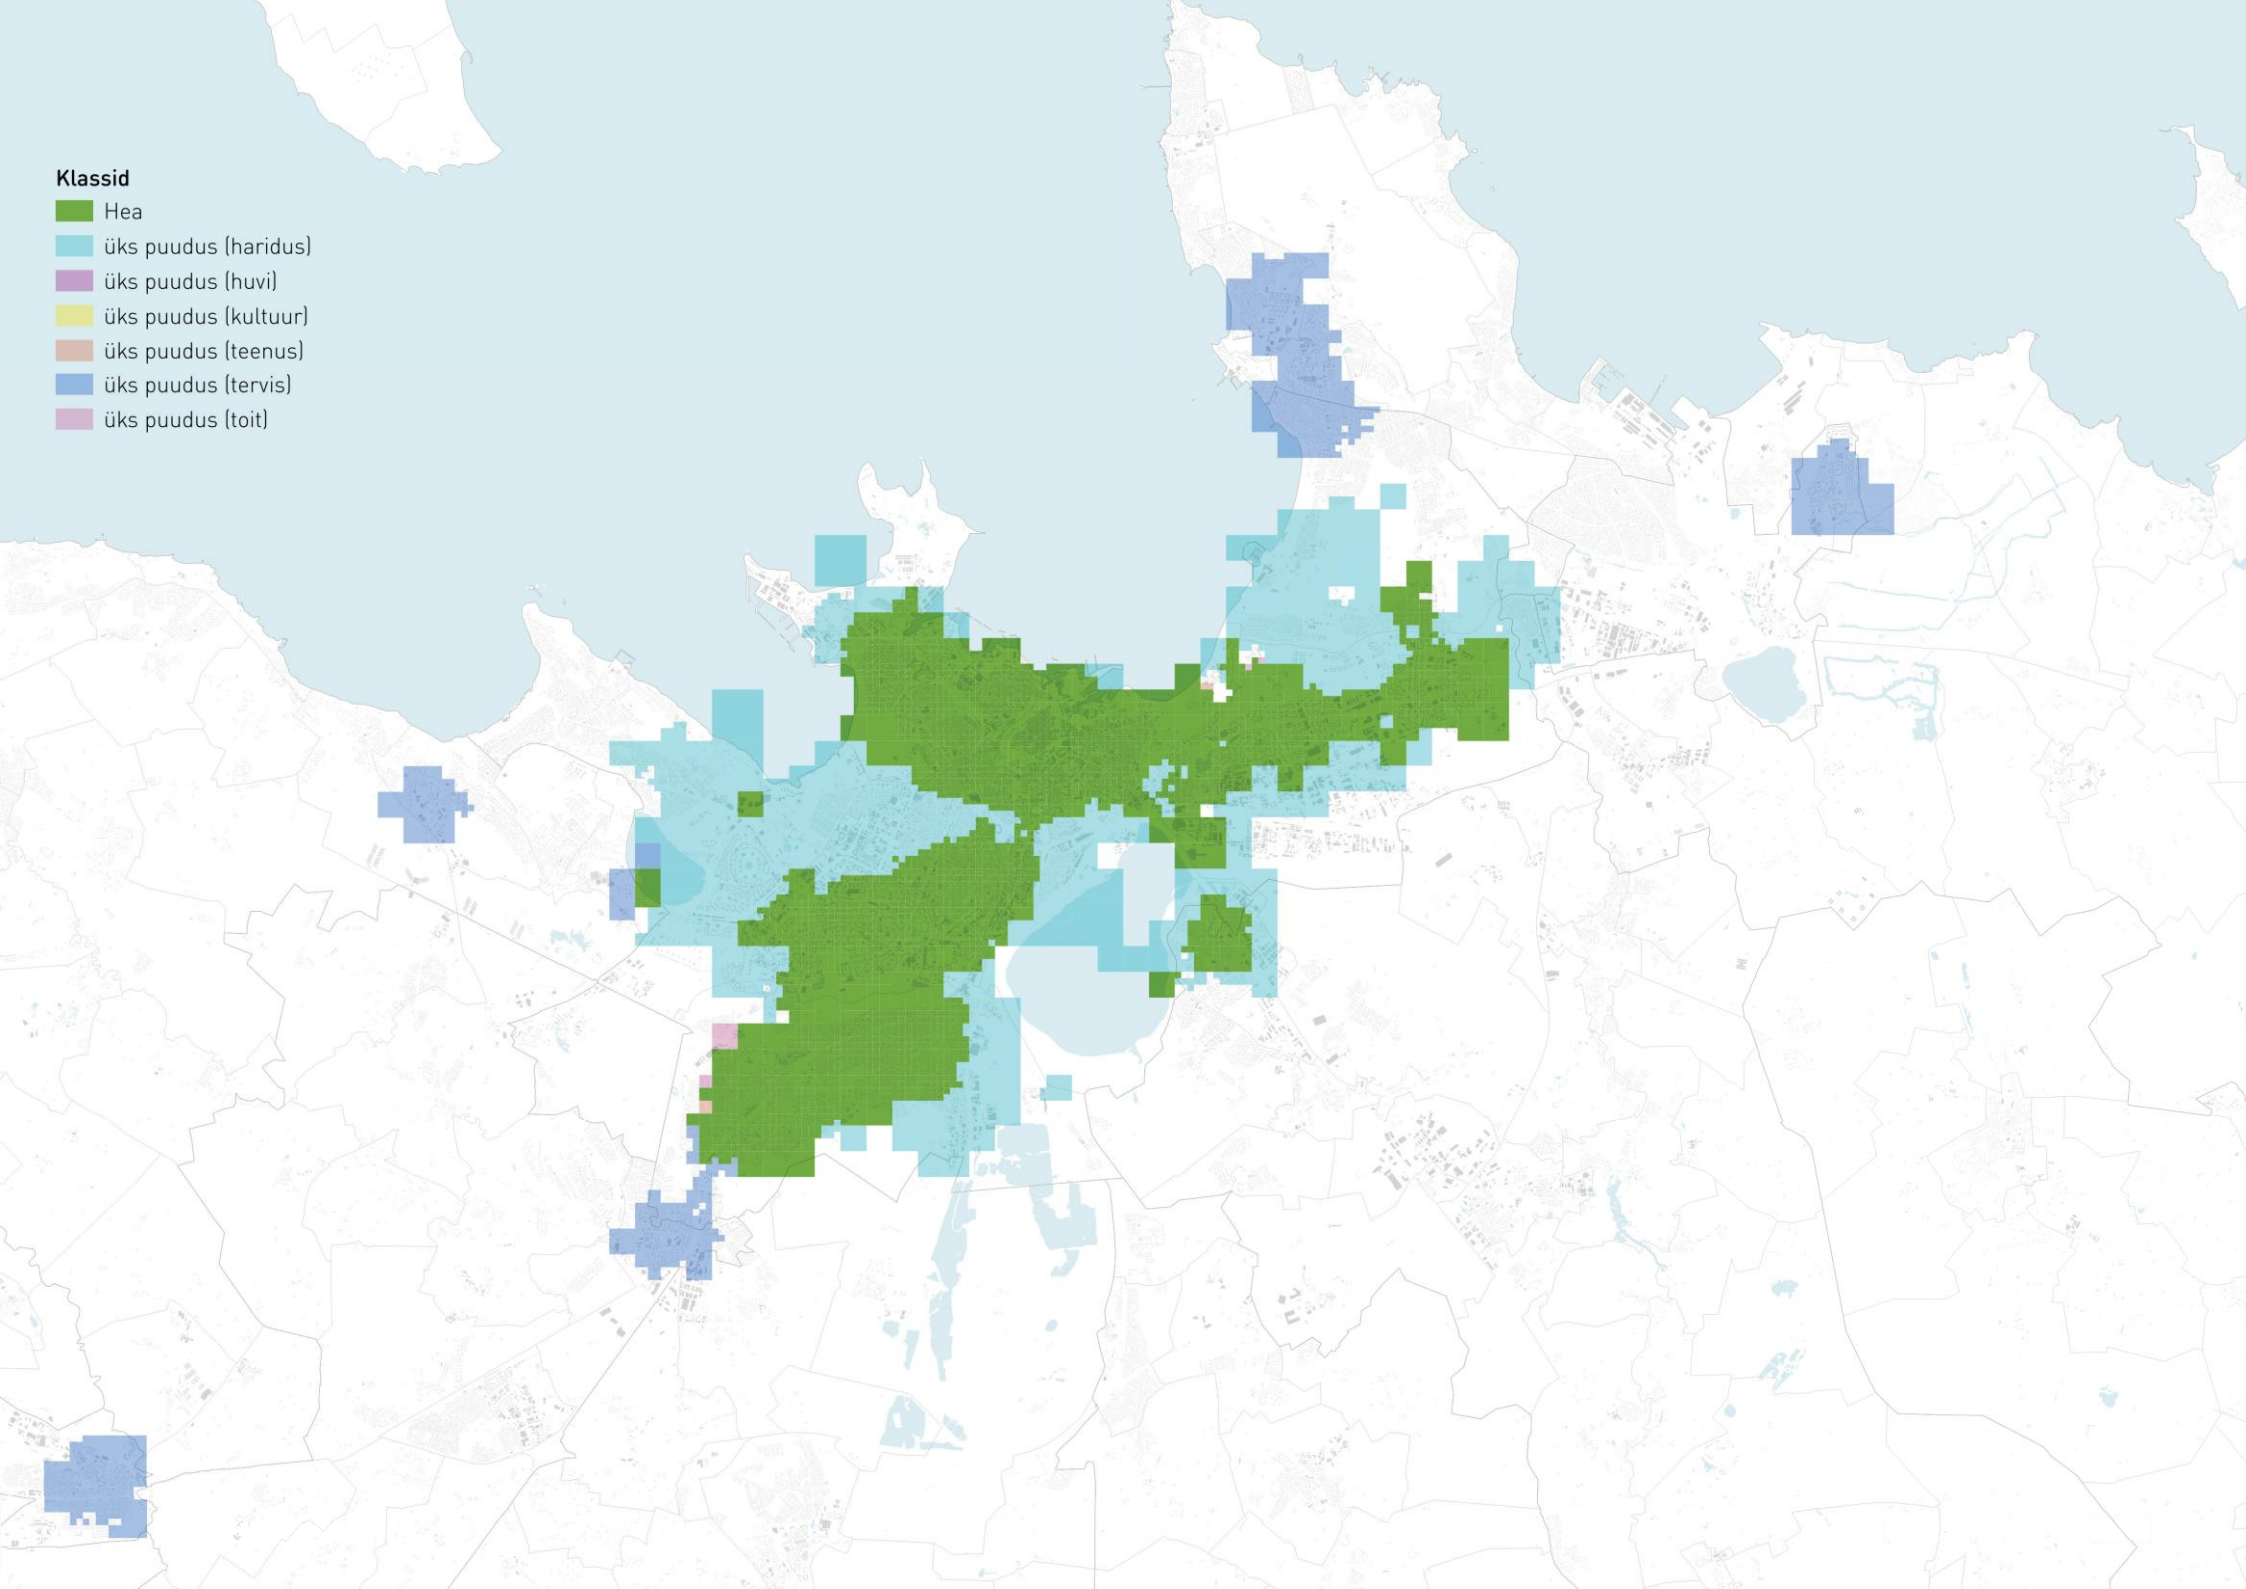 Klassid
Hea
üks puudus (haridus)
üks puudus (huvi)
üks puudus (kultuur)
üks puudus (teenus)
üks puudus (tervis)
üks puudus (toit)